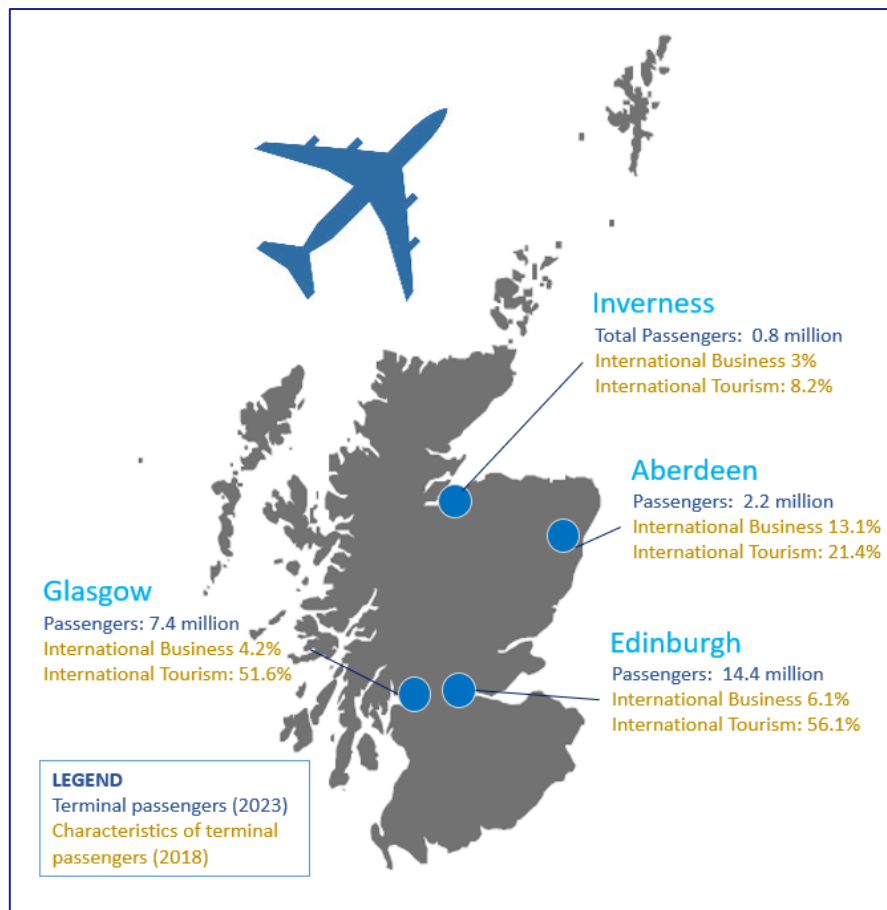 Inverness
Total Passengers: 0.8 million
International Business 3%
International Tourism: 8.2%
Aberdeen
Passengers: 2.2 million
International Business 13.1%
International Tourism: 21.4%
Glasgow
Passengers: 7.4 million
International Business 4.2%
International Tourism: 51.6%
Edinburgh
Passengers: 14.4 million
International Business 6.1%
International Tourism: 56.1%
LEGEND
Terminal passengers (2023)
Characteristics of terminal
passengers (2018)